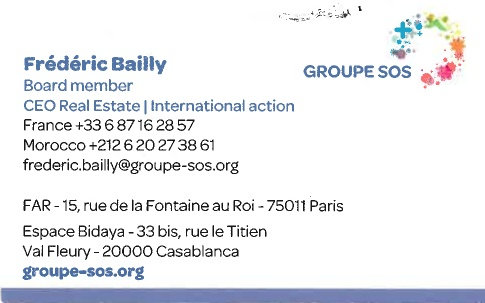 GROUPE SOS
Frédéric Bailly
Board member
CEO Real Estate | International action
France +33 6 87 16 28 57
Morocco +212 6 20 27 38 61
frederic.bailly@groupe-sos.org
FAR - 15, rue de la Fontaine au Roi - 75011 Paris
Espace Bidaya - 33 bis, rue le Titien
Val Fleury - 20000 Casablanca
groupe-sos.org